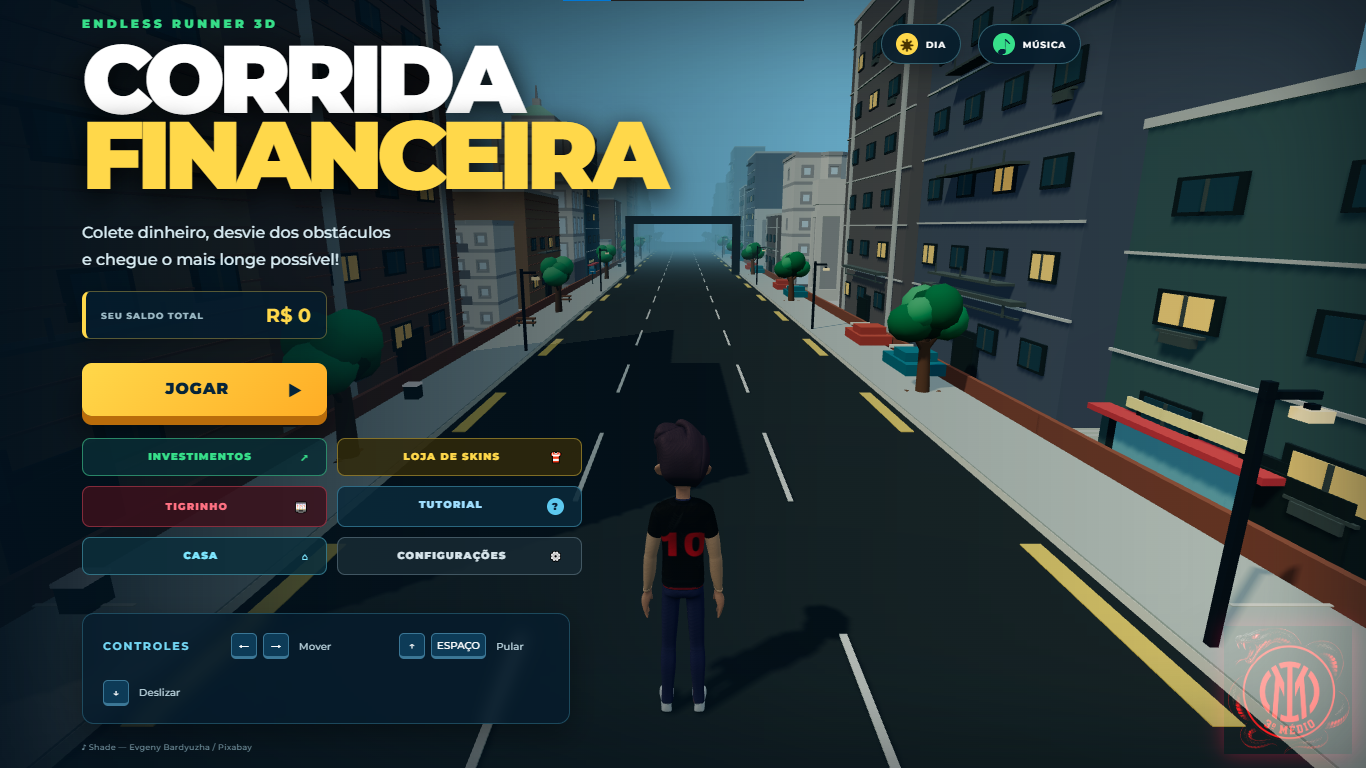 ENDLESS RUNNER 3D
DIA
MÚSICA
CORRIDA
FINANCEIRA
Colete dinheiro, desvie dos obstáculos
e chegue o mais longe possível!
SEU SALDO TOTAL R$ 0
JOGAR
INVESTIMENTOS
LOJA DE SKINS
TIGRINHO
TUTORIAL ?
CASA
CONFIGURAÇÕES
10
CONTROLES ← → Mover ↑ ESPAÇO Pular
↓ Deslizar
3º MÉDIO
♪ Shade — Evgeny Bardyuzha / Pixabay